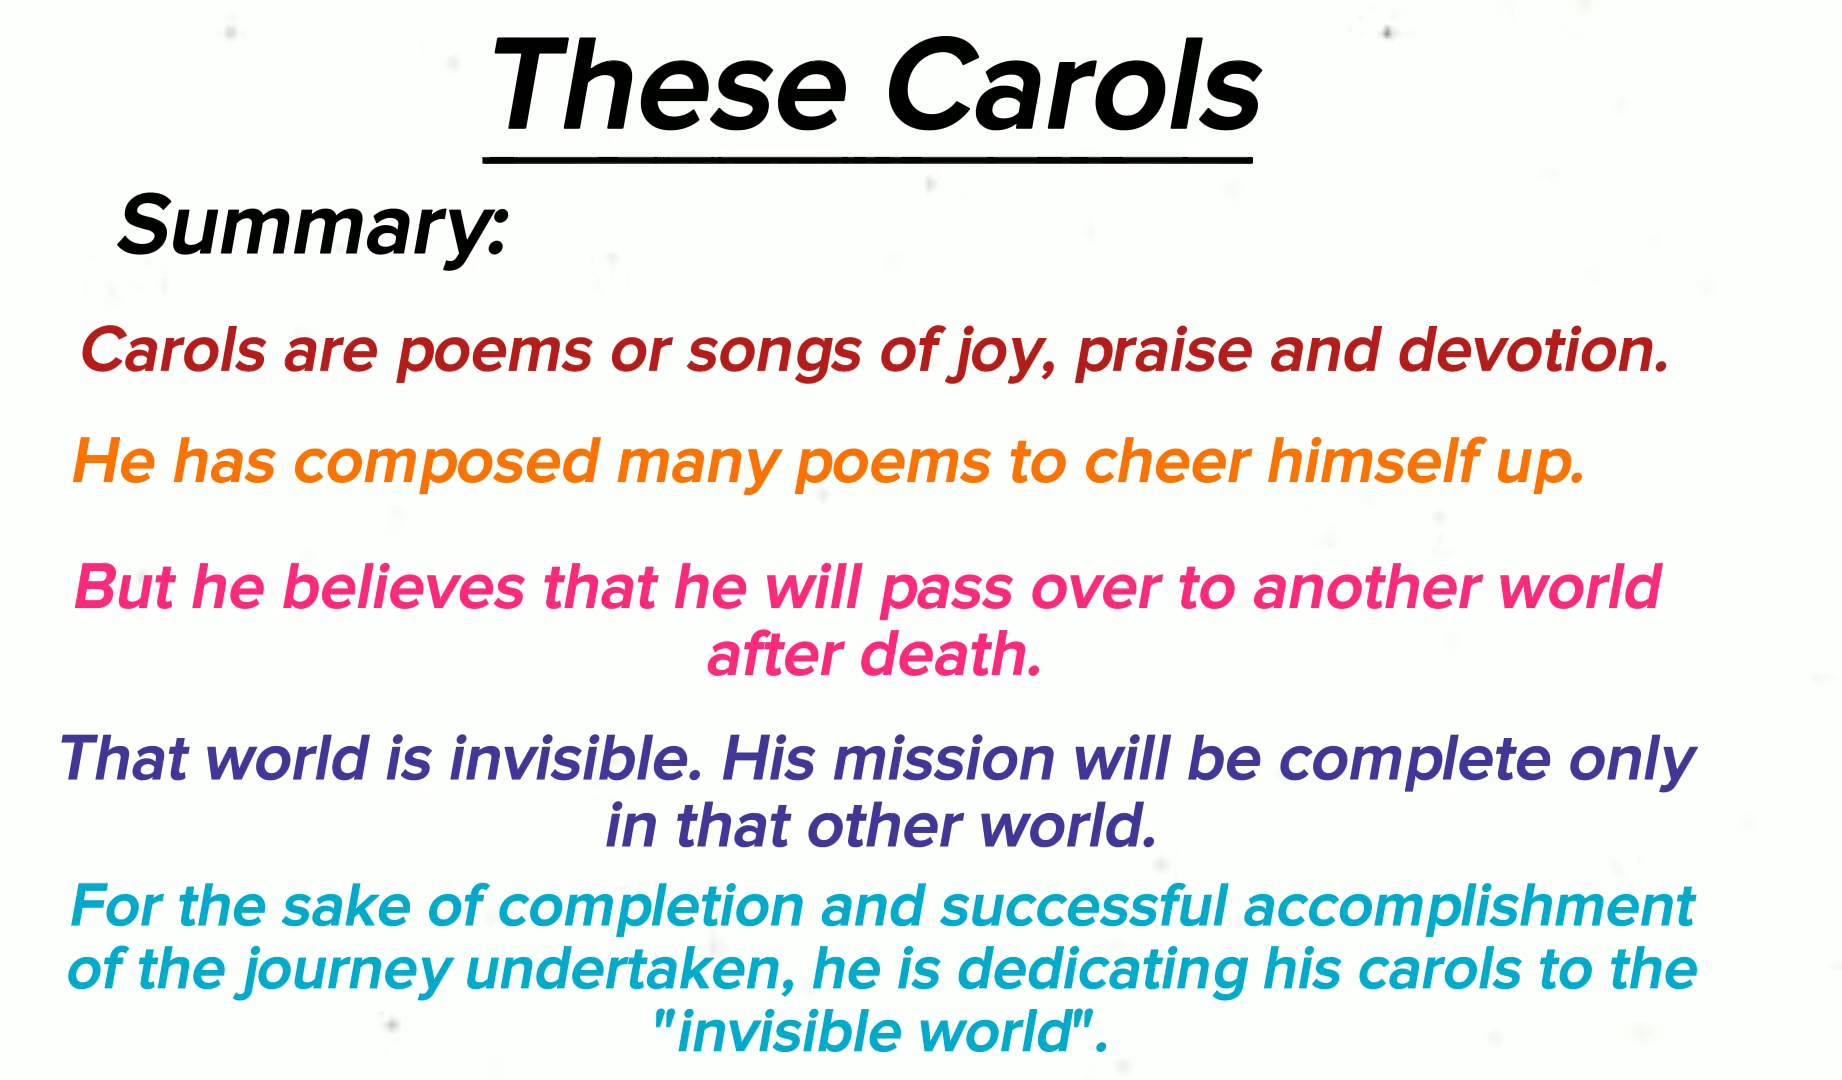 These Carols
Summary:
Carols are poems or songs of joy, praise and devotion.
He has composed many poems to cheer himself up.
But he believes that he will pass over to another world
after death.
That world is invisible. His mission will be complete only
in that other world.
For the sake of completion and successful accomplishment
of the journey undertaken, he is dedicating his carols to the
"invisible world".